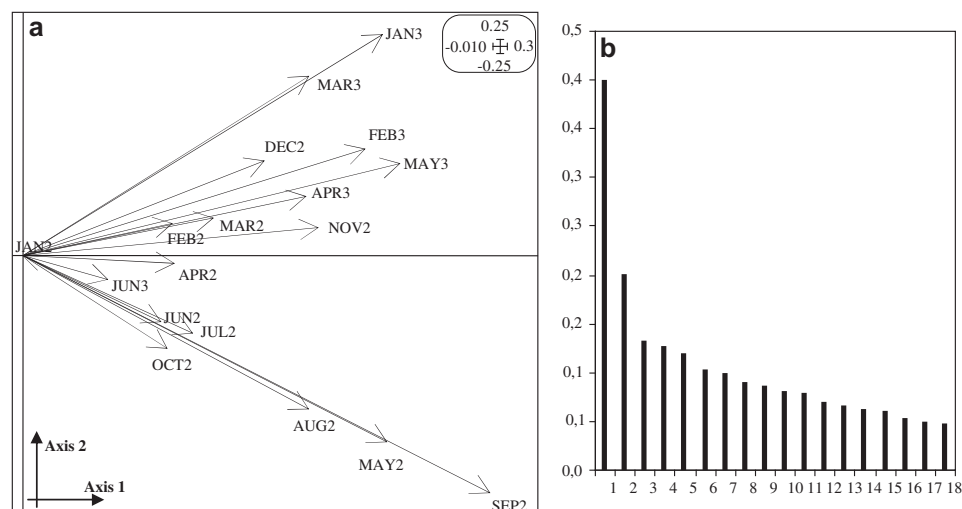 a
0.25
-0.010 0.3
-0.25
JAN3
MAR3
DEC2
FEB3
MAY3
APR3
MAR2
NOV2
FEB2
JAN2
APR2
JUN3
JUN2
JUL2
OCT2
AUG2
MAY2
SEP2
Axis 2
Axis 1
b
0,5
0,4
0,4
0,3
0,3
0,2
0,2
0,1
0,1
0,0
1 2 3 4 5 6 7 8 9 10 11 12 13 14 15 16 17 18